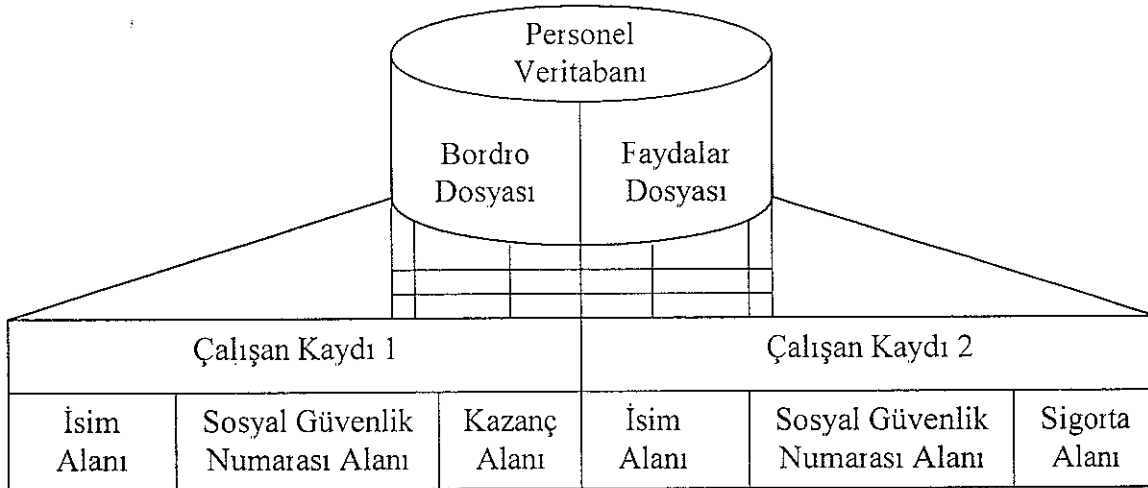 Personel
Veritabanı
Bordro
Dosyası
Faydalar
Dosyası
Çalışan Kaydı 1
Çalışan Kaydı 2
İsim
Alanı
Sosyal Güvenlik
Numarası Alanı
Kazanç
Alanı
İsim
Alanı
Sosyal Güvenlik
Numarası Alanı
Sigorta
Alanı